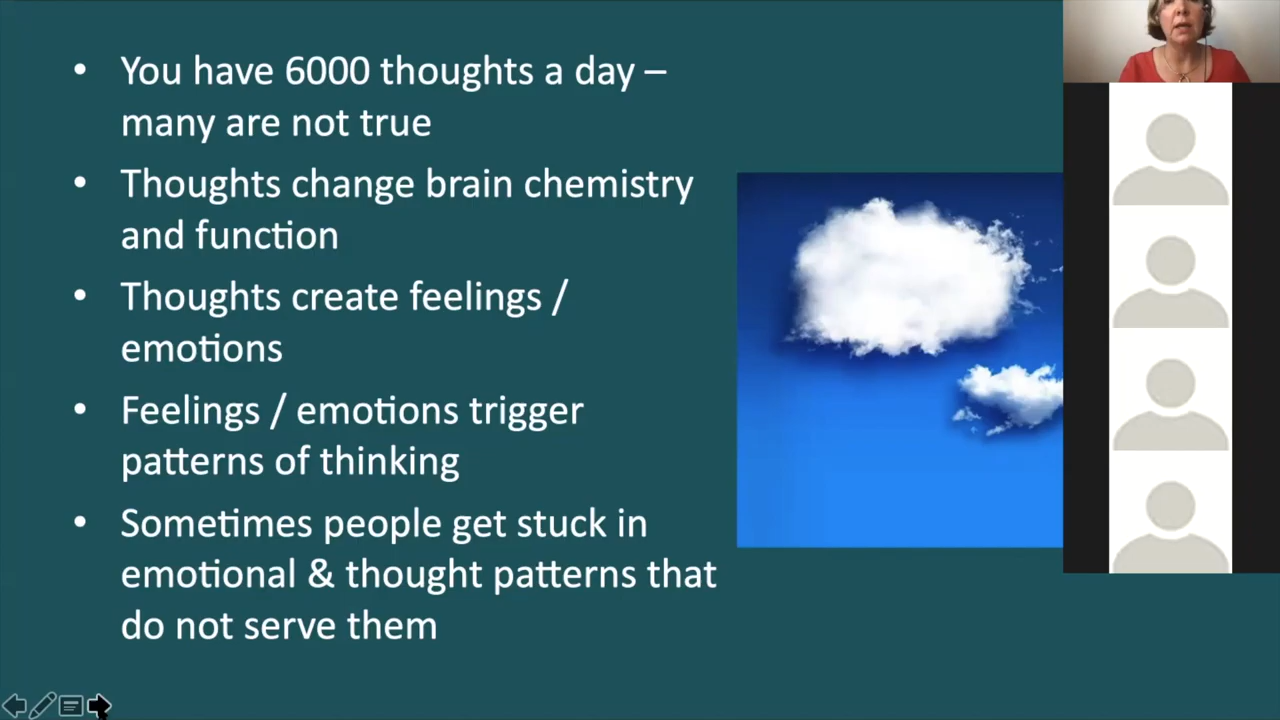 • You have 6000 thoughts a day –
many are not true
• Thoughts change brain chemistry
and function
• Thoughts create feelings /
emotions
• Feelings / emotions trigger
patterns of thinking
• Sometimes people get stuck in
emotional & thought patterns that
do not serve them